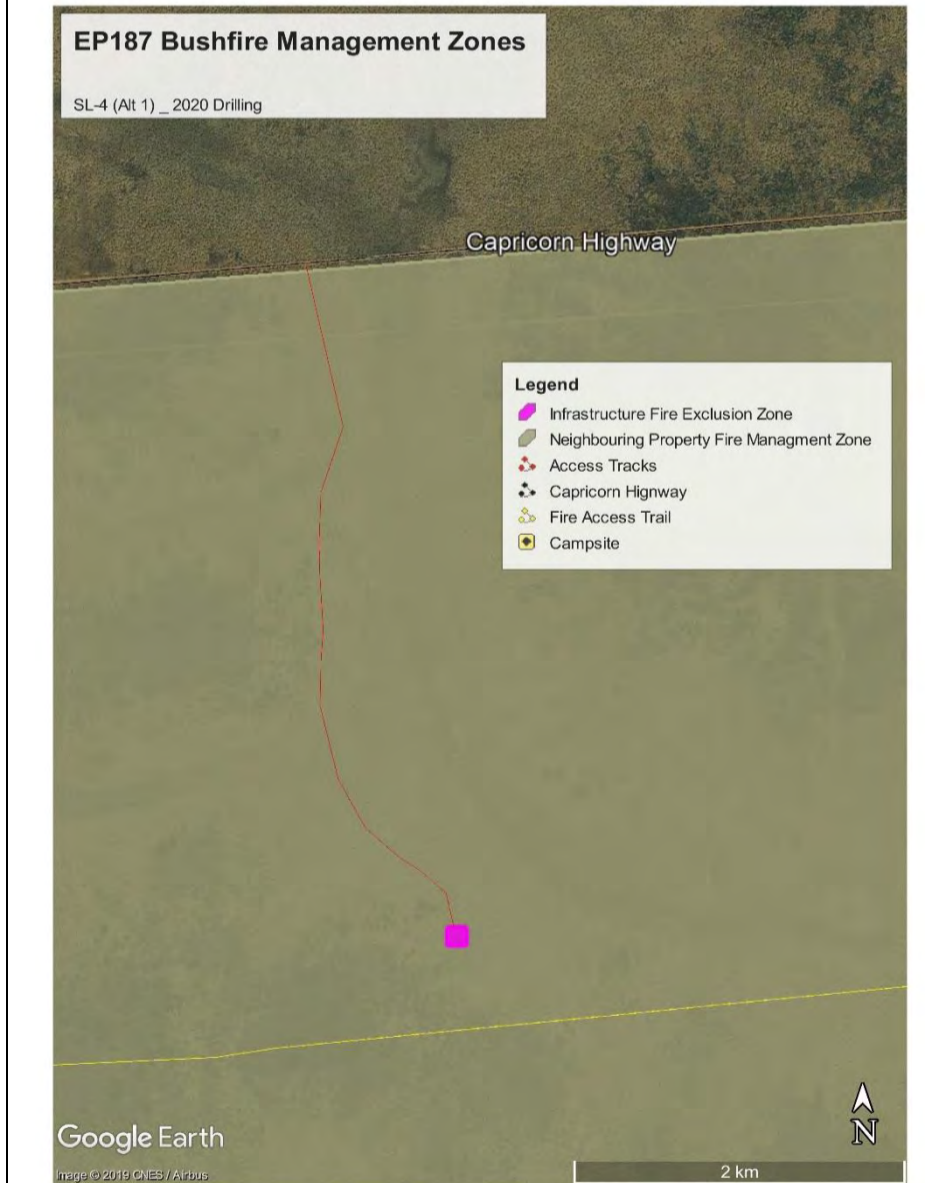 EP187 Bushfire Management Zones
SL-4 (Alt 1) _ 2020 Drilling
Capricorn Highway
Legend
Infrastructure Fire Exclusion Zone
Neighbouring Property Fire Managment Zone
Access Tracks
Capricorn Hignway
Fire Access Trail
Campsite
N
Google Earth
Image © 2019 CNES / Airbus
2 km